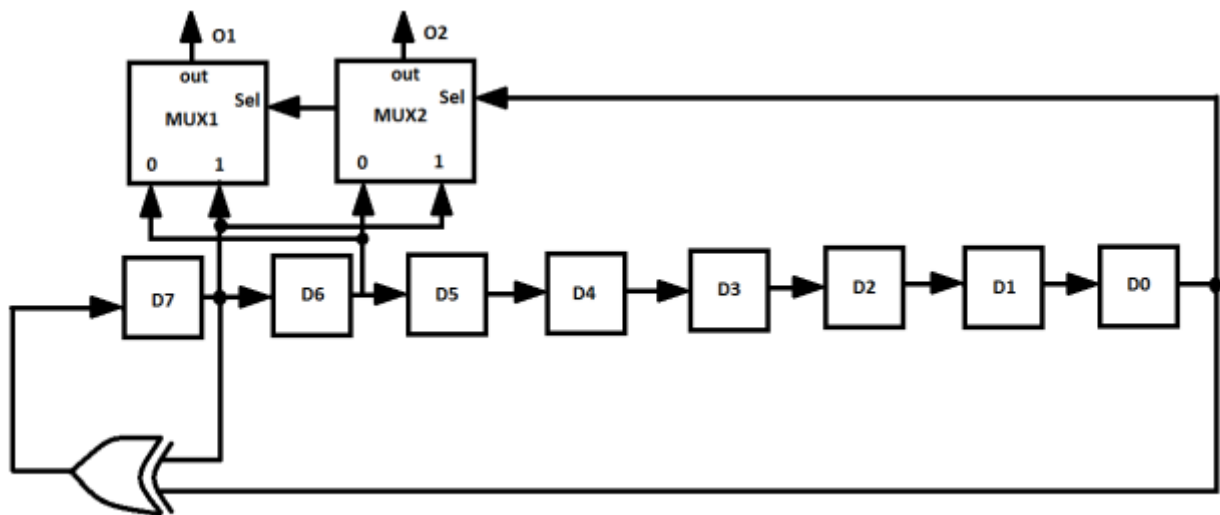 O1 O2
out out
Sel Sel
MUX1 MUX2
0 1 0 1
D7 D6 D5 D4 D3 D2 D1 D0